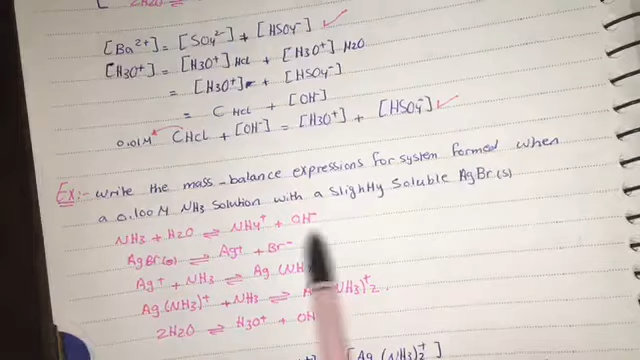 2H2O ⇌
[Ba2+] = [SO4 2-] + [HSO4-] ✓
[H3O+] = [H3O+]HCl + [H3O+]H2O
= [H3O+] + [HSO4-]
= CHCl + [OH-]
0.01M CHCl + [OH-] = [H3O+] + [HSO4-] ✓
Ex:- write the mass-balance expressions for system formed when
a 0.100 M NH3 solution with a slightly soluble AgBr(s)
NH3 + H2O ⇌ NH4+ + OH-
AgBr(s) ⇌ Ag+ + Br-
Ag+ + NH3 ⇌ Ag (NH3
Ag (NH3)+ + NH3 ⇌ A NH3)+2
2H2O ⇌ H3O+ + OH
[Ag(NH3)2+]